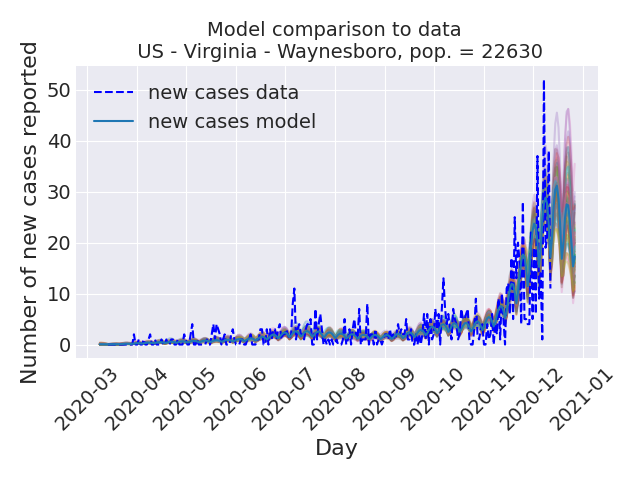 Model comparison to data
US - Virginia - Waynesboro, pop. = 22630
Number of new cases reported
50
40
30
20
10
0
new cases data
new cases model
2020-03
2020-04
2020-05
2020-06
2020-07
2020-08
2020-09
2020-10
2020-11
2020-12
2021-01
Day